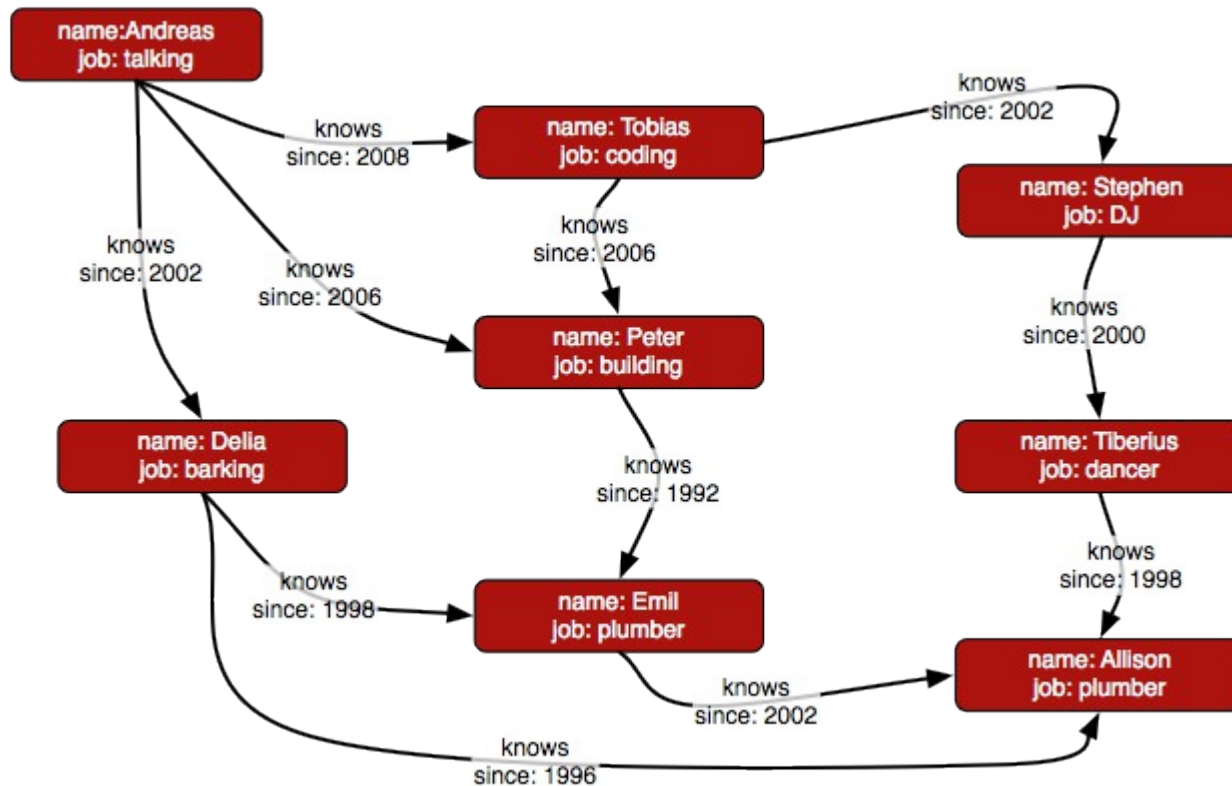 name:Andreas
job: talking
knows
since: 2008
name: Tobias
job: coding
knows
since: 2002
name: Stephen
job: DJ
knows
since: 2002
knows
since: 2006
knows
since: 2006
knows
since: 2000
name: Peter
job: building
name: Delia
job: barking
knows
since: 1992
name: Tiberius
job: dancer
knows
since: 1998
name: Emil
job: plumber
knows
since: 1998
name: Allison
job: plumber
knows
since: 2002
knows
since: 1996